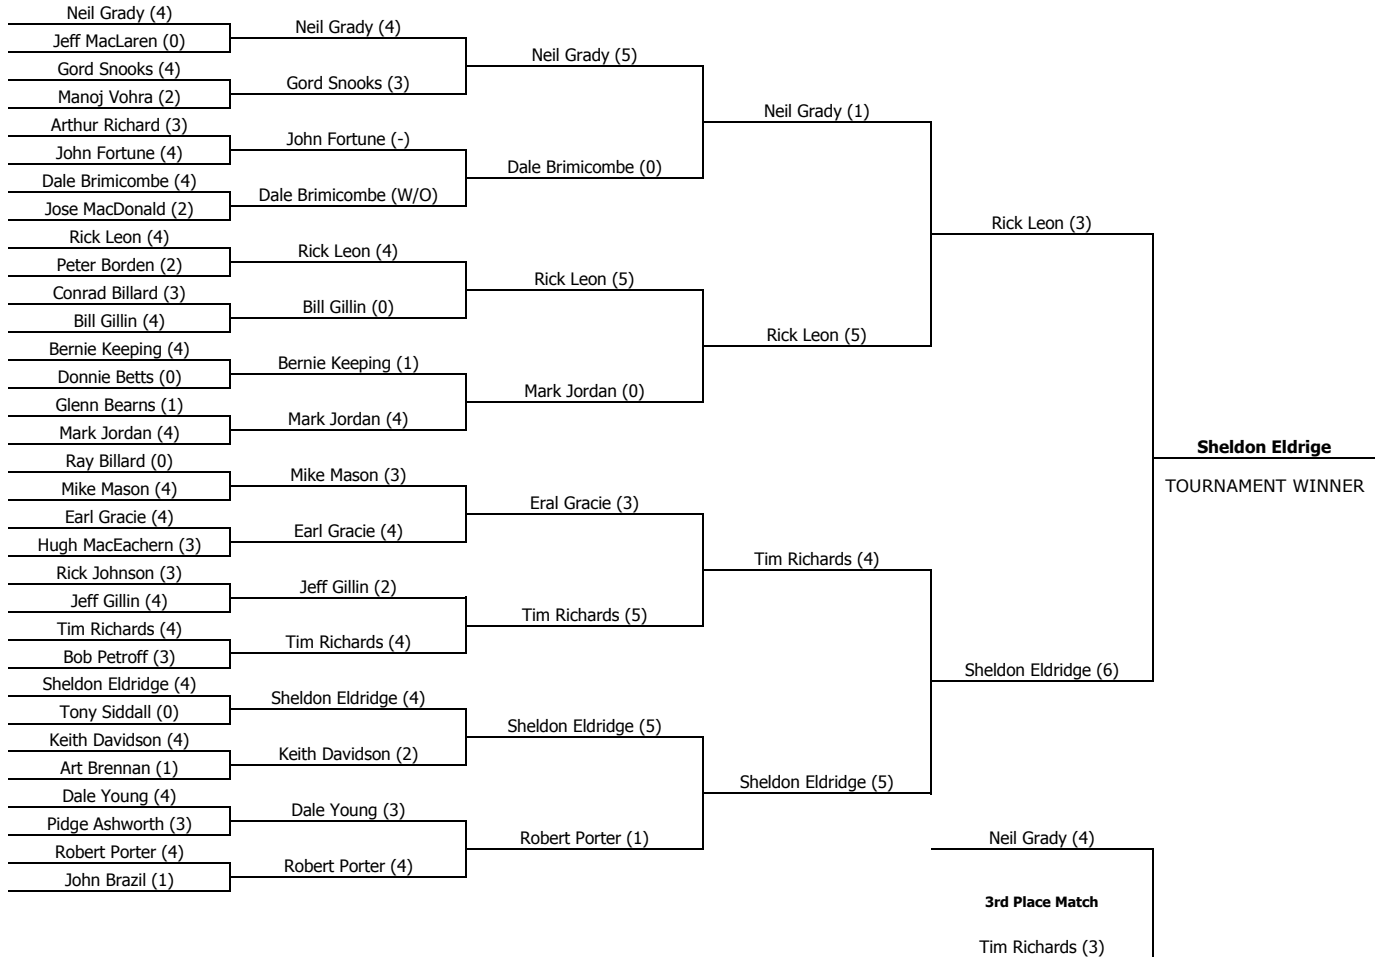 Neil Grady (4)
Jeff MacLaren (0)
Gord Snooks (4)
Manoj Vohra (2)
Arthur Richard (3)
John Fortune (4)
Dale Brimicombe (4)
Jose MacDonald (2)
Rick Leon (4)
Peter Borden (2)
Conrad Billard (3)
Bill Gillin (4)
Bernie Keeping (4)
Donnie Betts (0)
Glenn Bearns (1)
Mark Jordan (4)
Ray Billard (0)
Mike Mason (4)
Earl Gracie (4)
Hugh MacEachern (3)
Rick Johnson (3)
Jeff Gillin (4)
Tim Richards (4)
Bob Petroff (3)
Sheldon Eldridge (4)
Tony Siddall (0)
Keith Davidson (4)
Art Brennan (1)
Dale Young (4)
Pidge Ashworth (3)
Robert Porter (4)
John Brazil (1)
Neil Grady (4)
Gord Snooks (3)
John Fortune (-)
Dale Brimicombe (W/O)
Rick Leon (4)
Bill Gillin (0)
Bernie Keeping (1)
Mark Jordan (4)
Mike Mason (3)
Earl Gracie (4)
Jeff Gillin (2)
Tim Richards (4)
Sheldon Eldridge (4)
Keith Davidson (2)
Dale Young (3)
Robert Porter (4)
Neil Grady (5)
Dale Brimicombe (0)
Rick Leon (5)
Mark Jordan (0)
Eral Gracie (3)
Tim Richards (5)
Sheldon Eldridge (5)
Robert Porter (1)
Neil Grady (1)
Rick Leon (5)
Tim Richards (4)
Sheldon Eldridge (5)
Rick Leon (3)
Sheldon Eldridge (6)
Sheldon Eldrige
TOURNAMENT WINNER
Neil Grady (4)
3rd Place Match
Tim Richards (3)